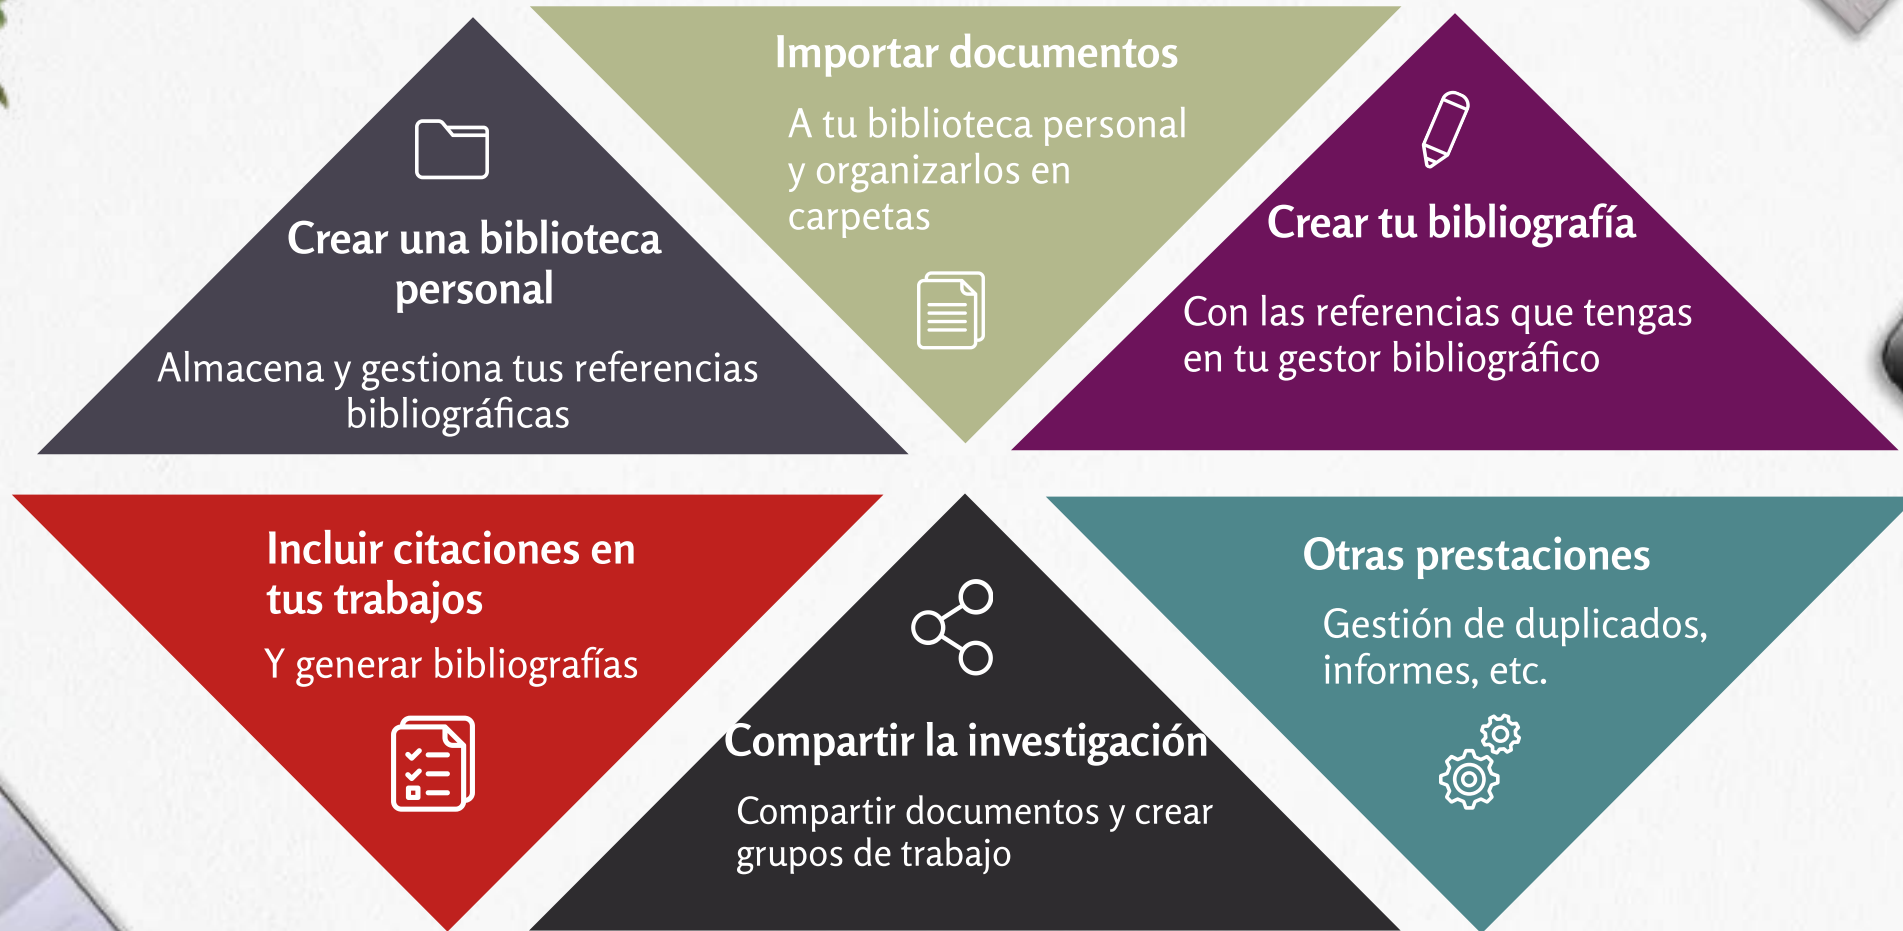 Crear una biblioteca
personal
Almacena y gestiona tus referencias
bibliográficas
Importar documentos
A tu biblioteca personal
y organizarlos en
carpetas
Crear tu bibliografía
Con las referencias que tengas
en tu gestor bibliográfico
Incluir citaciones en
tus trabajos
Y generar bibliografías
Compartir la investigación
Compartir documentos y crear
grupos de trabajo
Otras prestaciones
Gestión de duplicados,
informes, etc.